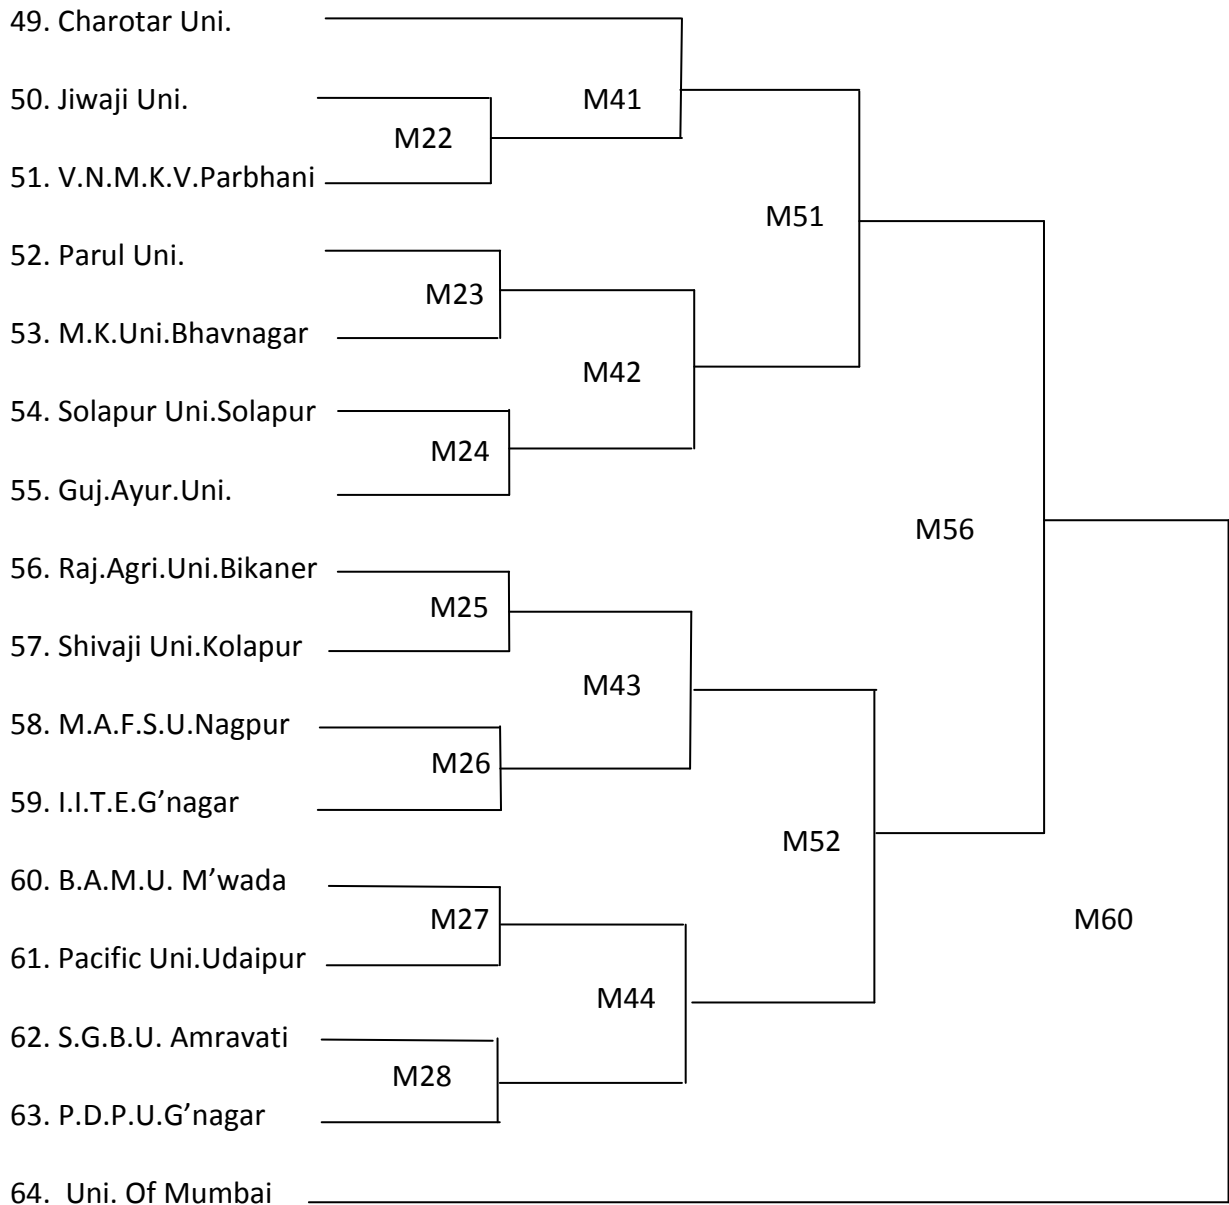 49. Charotar Uni.
50. Jiwaji Uni.
M41
M22
51. V.N.M.K.V.Parbhani
M51
52. Parul Uni.
M23
53. M.K.Uni.Bhavnagar
M42
54. Solapur Uni.Solapur
M24
55. Guj.Ayur.Uni.
M56
56. Raj.Agri.Uni.Bikaner
M25
57. Shivaji Uni.Kolapur
M43
58. M.A.F.S.U.Nagpur
M26
59. I.I.T.E.G’nagar
M52
60. B.A.M.U. M’wada
M27
M60
61. Pacific Uni.Udaipur
M44
62. S.G.B.U. Amravati
M28
63. P.D.P.U.G’nagar
64. Uni. Of Mumbai